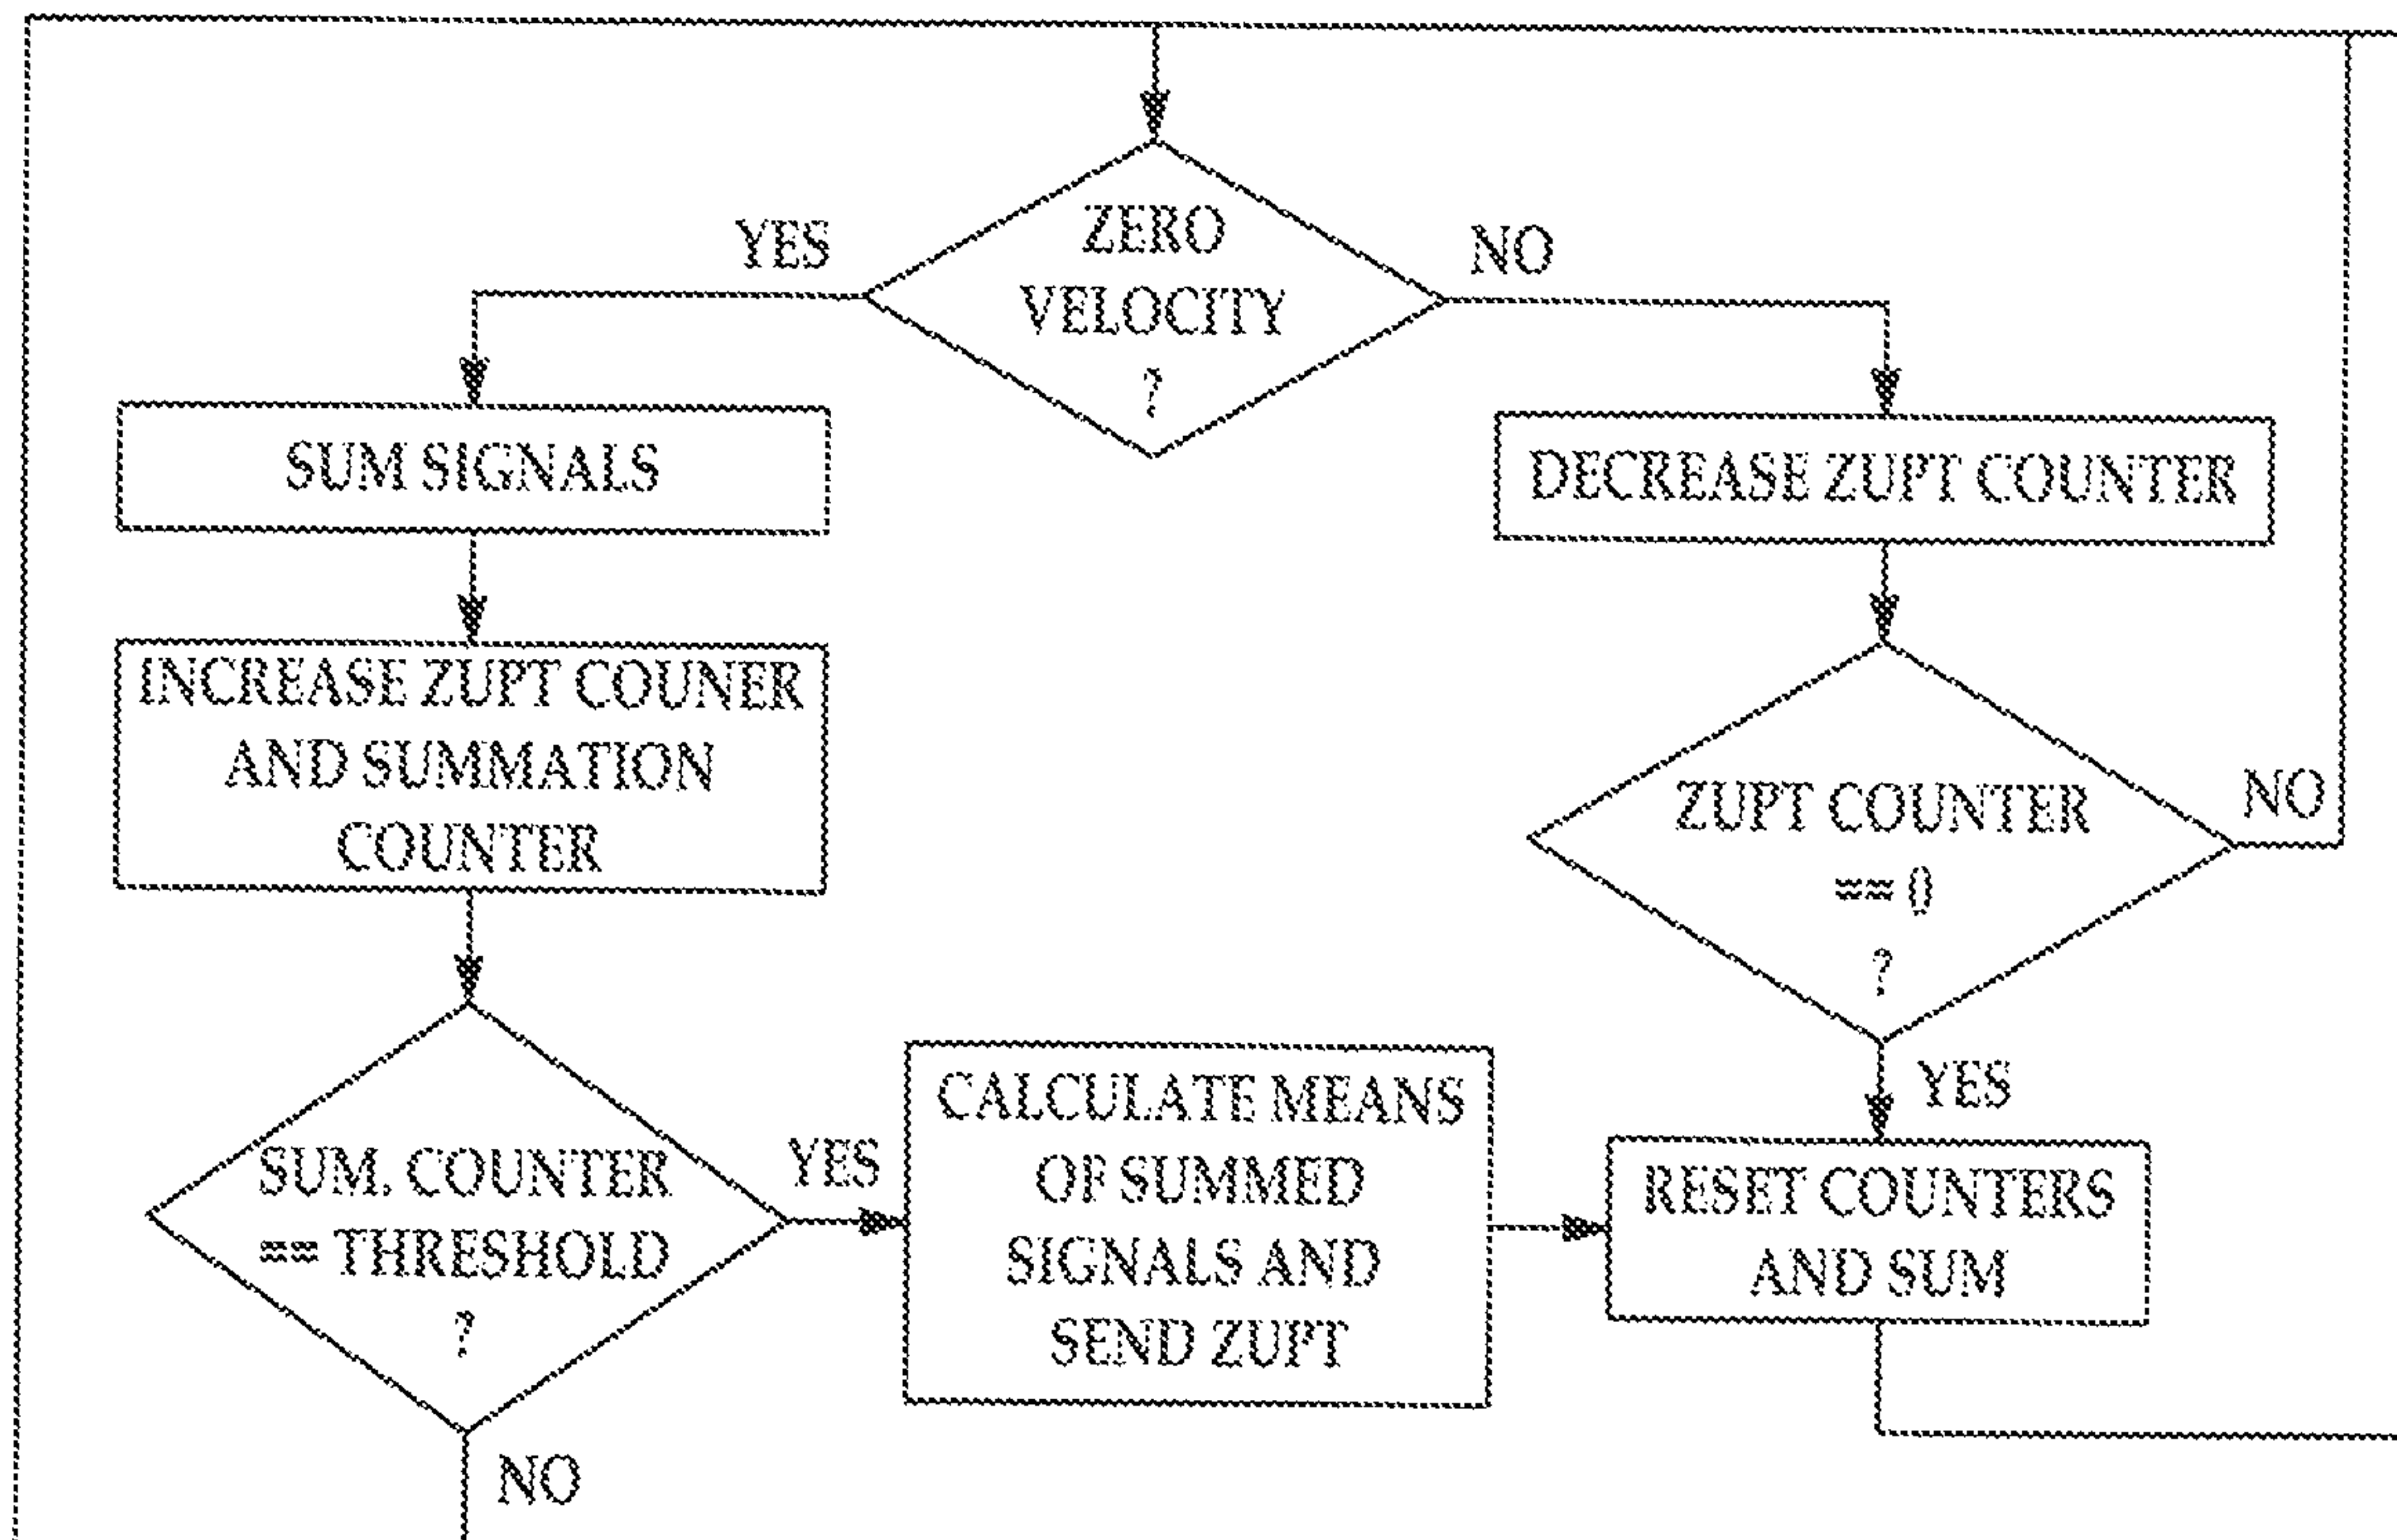 ZERO
VELOCITY
?
YES
NO
SUM SIGNALS
DECREASE ZUPT COUNTER
INCREASE ZUPT COUNER
AND SUMMATION
COUNTER
ZUPT COUNTER
== 0
?
NO
YES
SUM. COUNTER
== THRESHOLD
?
YES
NO
CALCULATE MEANS
OF SUMMED
SIGNALS AND
SEND ZUPT
RESET COUNTERS
AND SUM